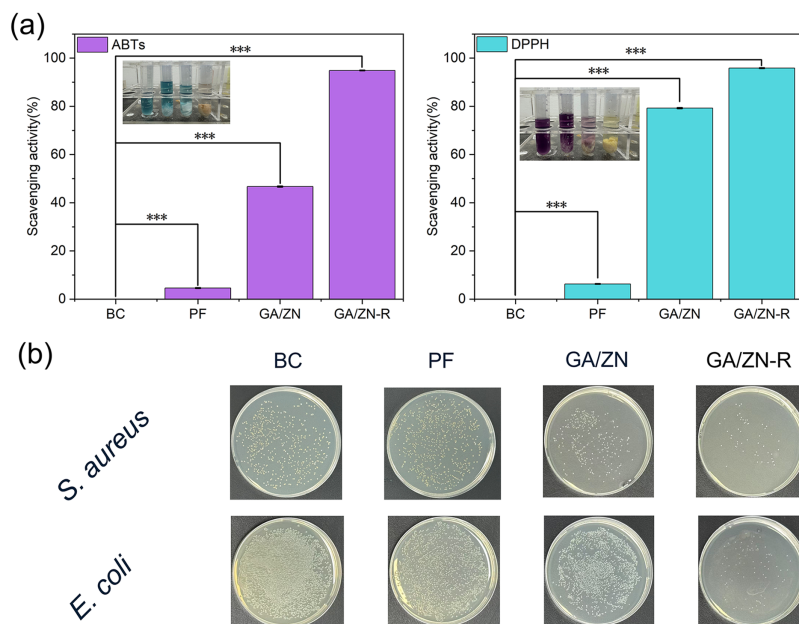 (a)
ABTs
***
***
***
Scavenging activity(%)
100
80
60
40
20
0
BC PF GA/ZN GA/ZN-R
DPPH
***
***
***
Scavenging activity(%)
100
80
60
40
20
0
BC PF GA/ZN GA/ZN-R
(b)
BC PF GA/ZN GA/ZN-R
S. aureus
E. coli